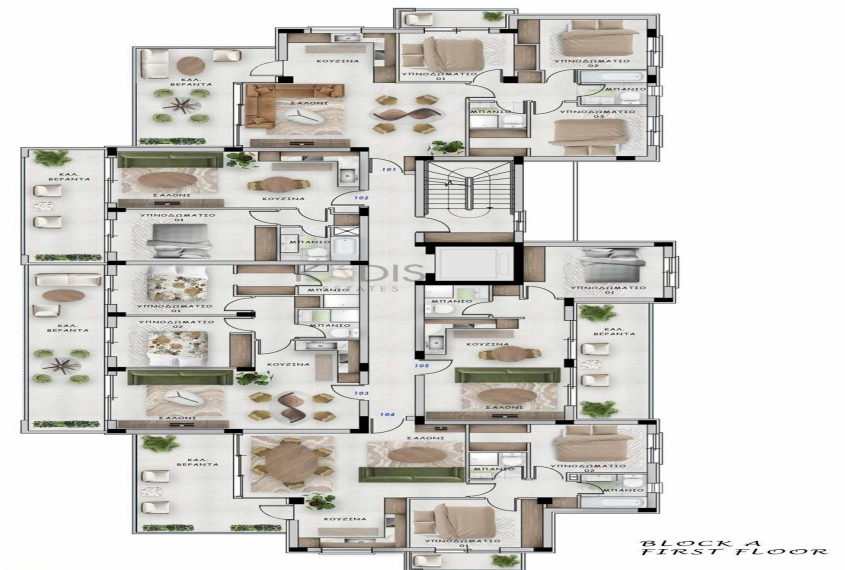 ΚΟΥΖΙΝΑ
ΥΠΝΟΔΩΜΑΤΙΟ
01
ΥΠΝΟΔΩΜΑΤΙΟ
02
ΚΑΛ.
ΒΕΡΑΝΤΑ
ΜΠΑΝΙΟ
ΣΑΛΟΝΙ
ΜΠΑΝΙΟ
ΥΠΝΟΔΩΜΑΤΙΟ
03
101
ΚΑΛ.
ΒΕΡΑΝΤΑ
ΣΑΛΟΝΙ
ΚΟΥΖΙΝΑ
102
ΥΠΝΟΔΩΜΑΤΙΟ
01
ΜΠΑΝΙΟ
ΥΠΝΟΔΩΜΑΤΙΟ
01
ΜΠΑΝΙΟ
ΥΠΝΟΔΩΜΑΤΙΟ
01
ΜΠΑΝΙΟ
ΚΑΛ.
ΒΕΡΑΝΤΑ
ΥΠΝΟΔΩΜΑΤΙΟ
02
ΜΠΑΝΙΟ
ΚΟΥΖΙΝΑ
ΚΑΛ.
ΒΕΡΑΝΤΑ
ΚΟΥΖΙΝΑ
105
103
ΣΑΛΟΝΙ
ΣΑΛΟΝΙ
104
ΣΑΛΟΝΙ
ΚΑΛ.
ΒΕΡΑΝΤΑ
ΜΠΑΝΙΟ
ΥΠΝΟΔΩΜΑΤΙΟ
02
ΜΠΑΝΙΟ
ΚΟΥΖΙΝΑ
ΥΠΝΟΔΩΜΑΤΙΟ
01
BLOCK A
FIRST FLOOR